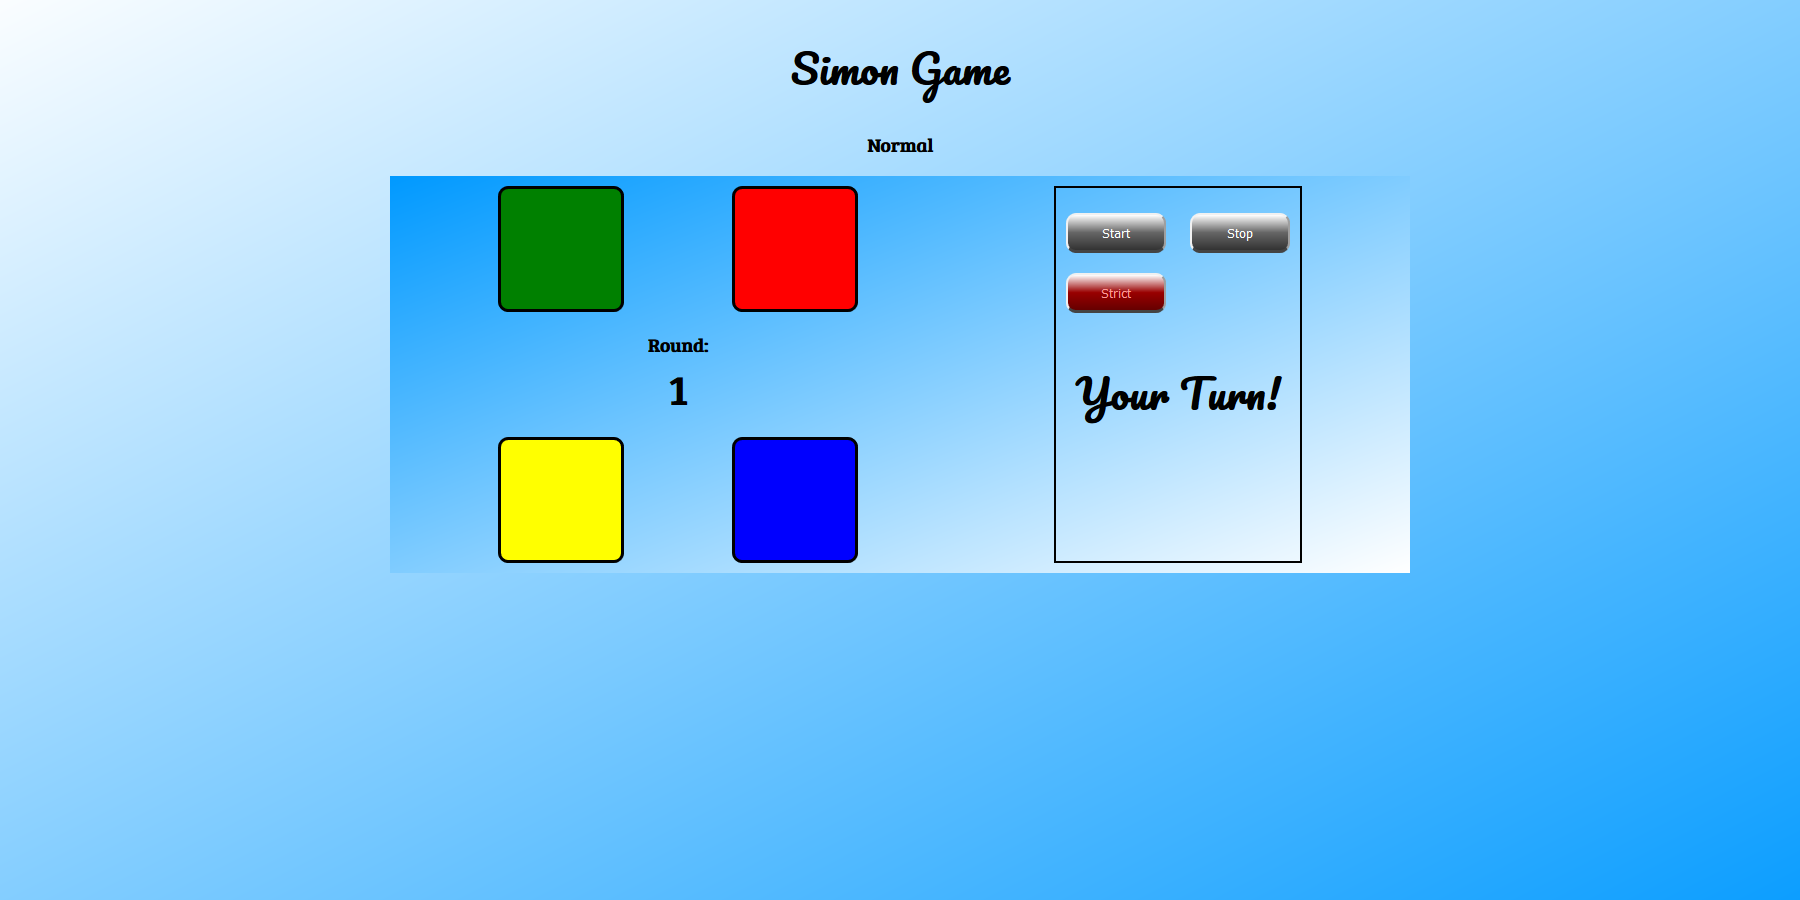 Simon Game
Normal
Start
Stop
Strict
Round:
1
Your Turn!